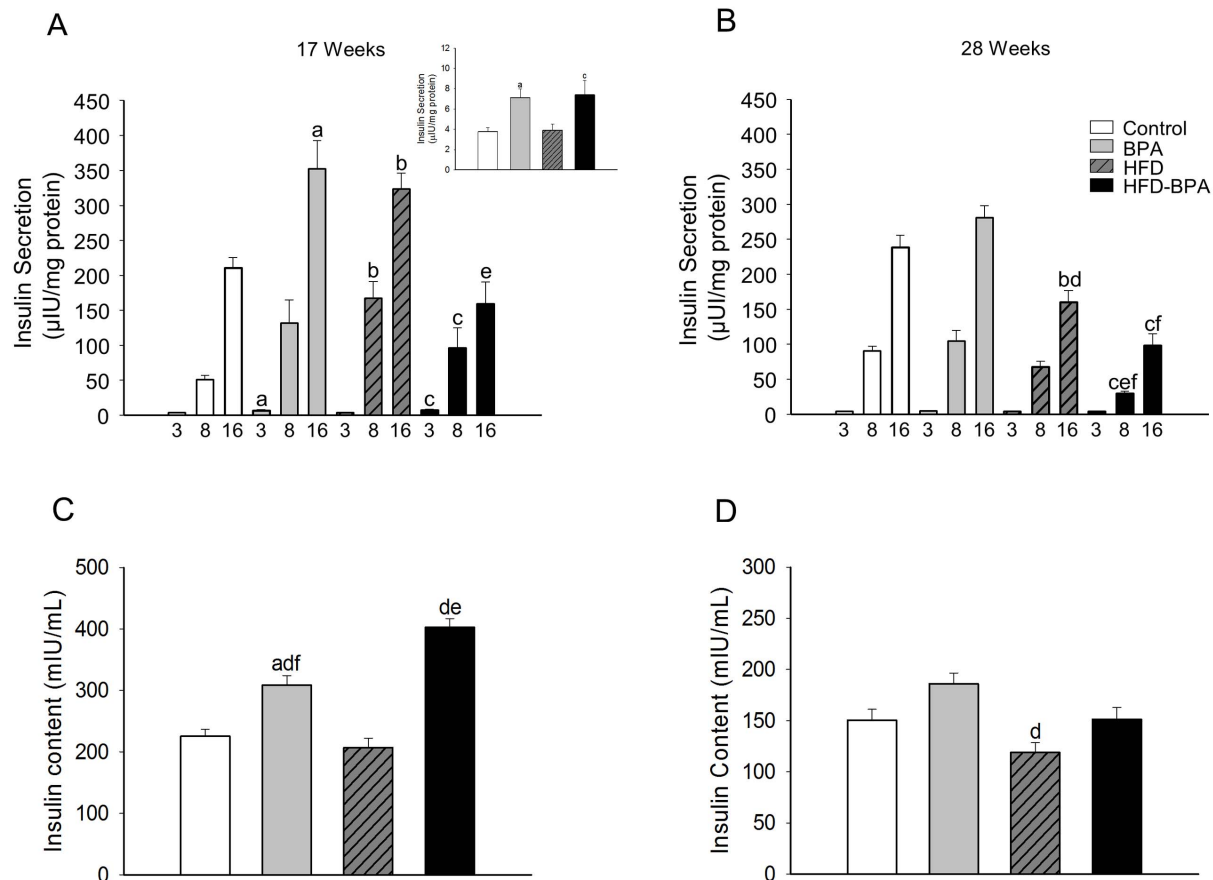 A
17 Weeks
Insulin Secretion
(µIU/mg protein)
450
400
350
300
250
200
150
100
50
0
a
a
b
b
c
c
e
3 8 16 3 8 16 3 8 16 3 8 16
Insulin Secretion
(µIU/mg protein)
12
10
8
6
4
2
0
a
c
B
28 Weeks
Insulin Secretion
(µUI/mg protein)
450
400
350
300
250
200
150
100
50
0
Control
BPA
HFD
HFD-BPA
bd
cef
cf
3 8 16 3 8 16 3 8 16 3 8 16
C
Insulin content (mIU/mL)
500
400
300
200
100
0
adf
de
D
Insulin Content (mIU/mL)
300
250
200
150
100
50
0
d